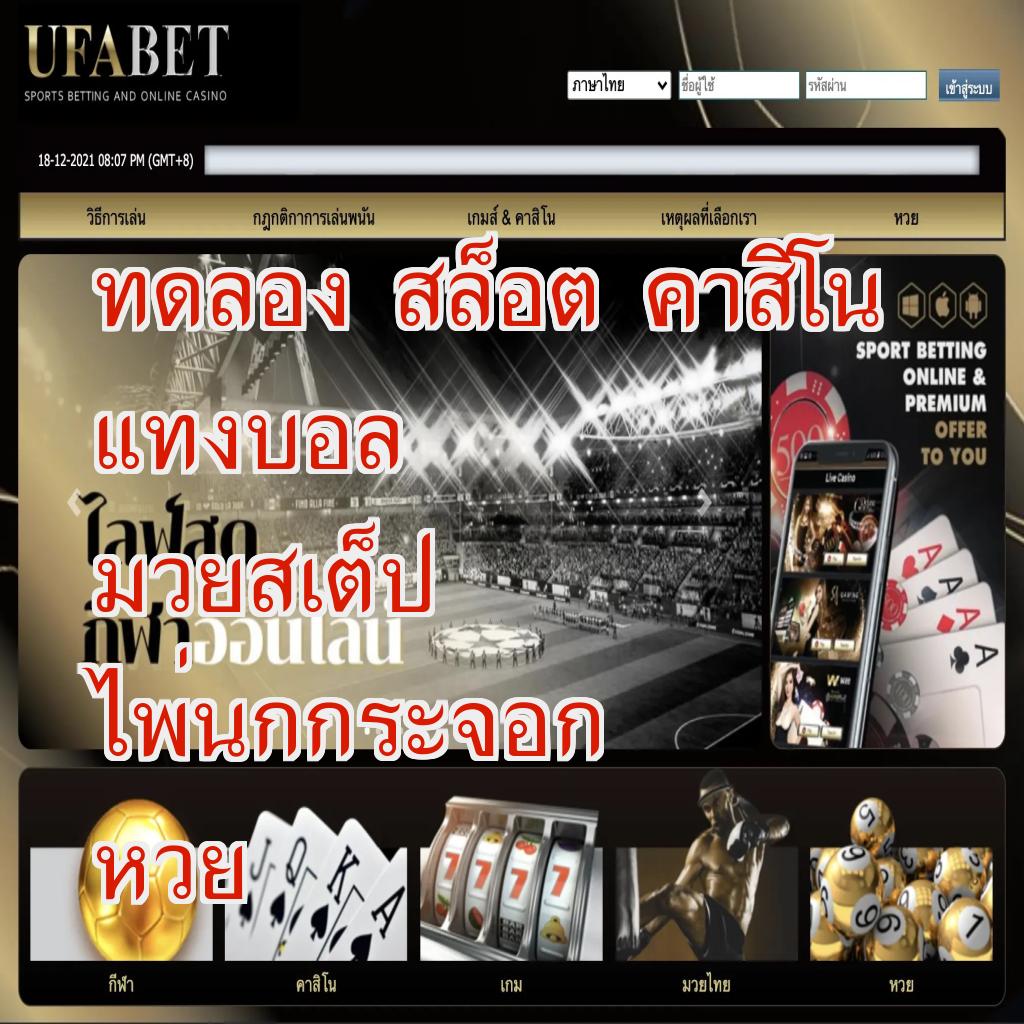 UFABET
SPORTS BETTING AND ONLINE CASINO
ภาษาไทย ชื่อผู้ใช้ รหัสผ่าน เข้าสู่ระบบ
18-12-2021 08:07 PM (GMT+8)
วิธีการเล่น กฎกติกาการเล่นพนัน เกมส์ & คาสิโน เหตุผลที่เลือกเรา หวย
ทดลอง สล็อต คาสิโน
SPORT BETTING
ONLINE &
PREMIUM
OFFER
TO YOU
แทงบอล
Live Casino
ไลฟ์สด
มวยสเต็ป
กีฬาออนไลน์
ไพ่นกกระจอก
หวย
กีฬา คาสิโน เกม มวยไทย หวย